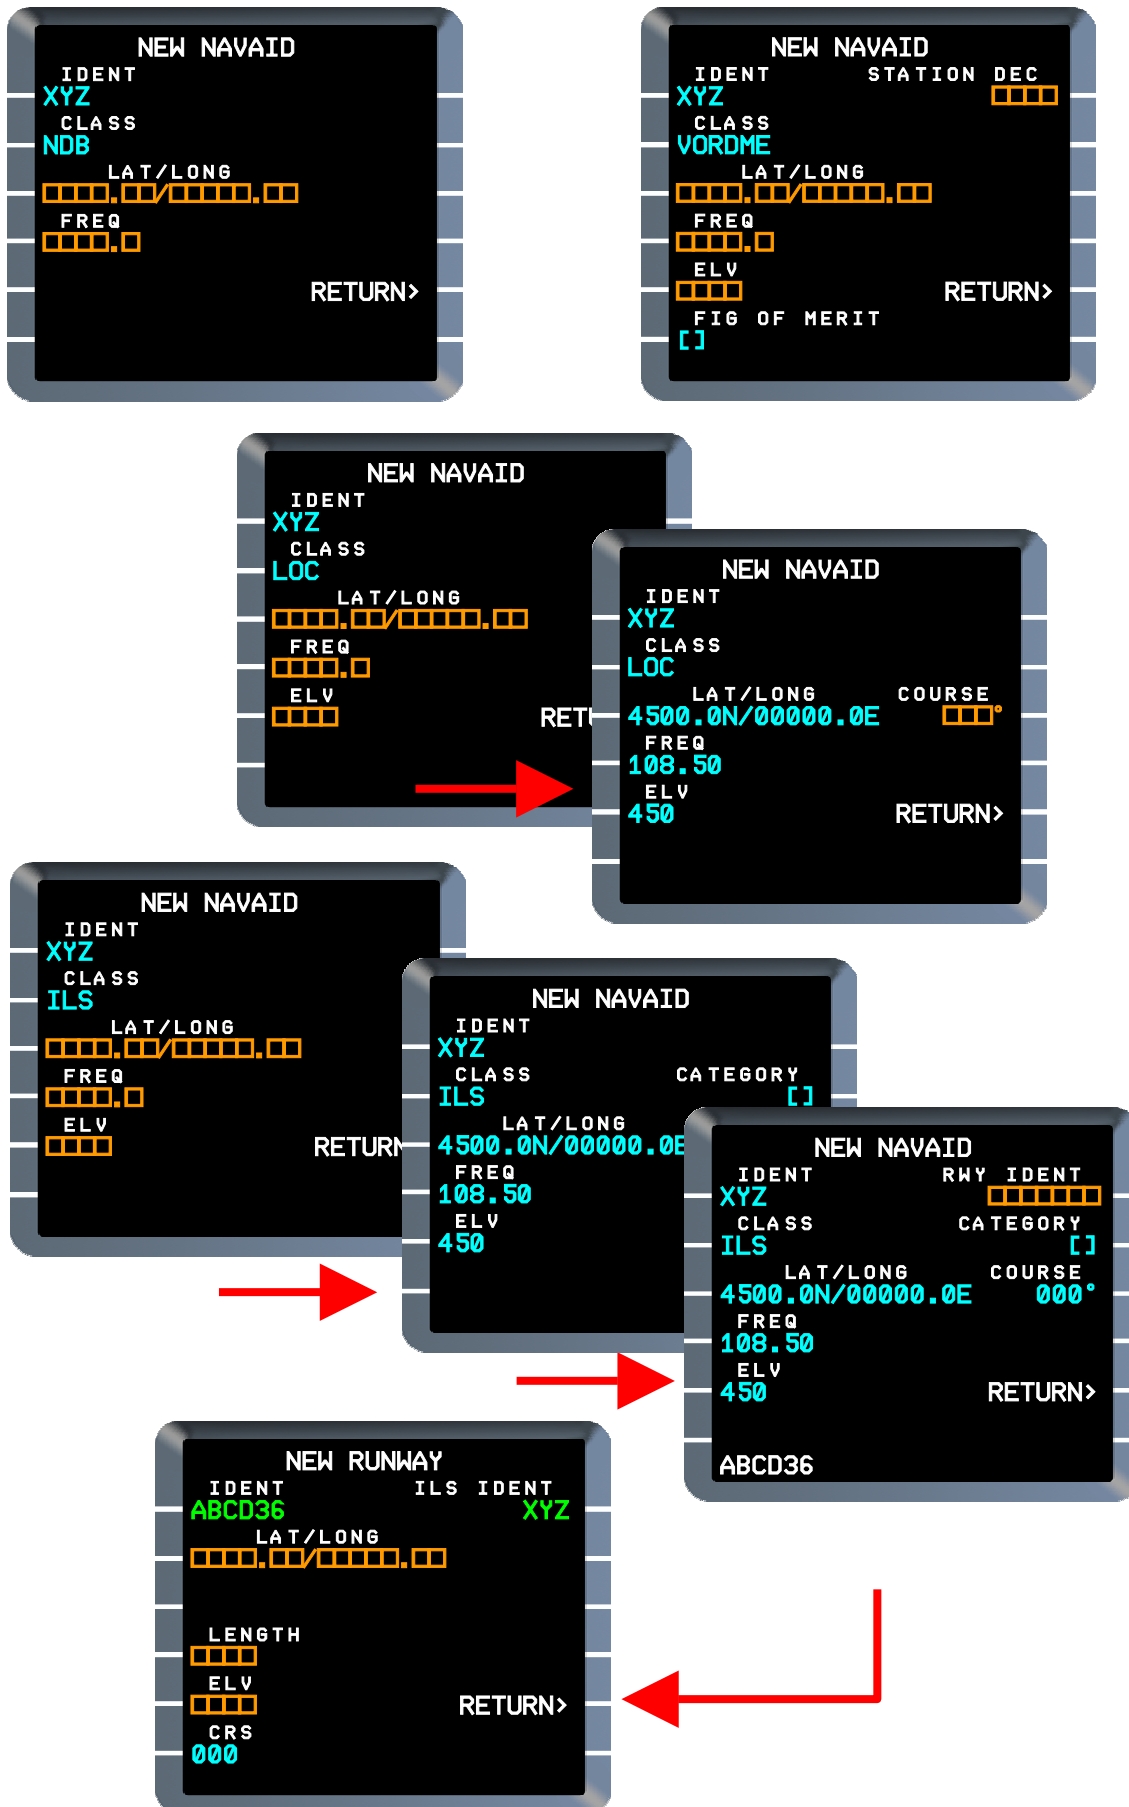 NEW NAVAID
IDENT
XYZ
CLASS
NDB
LAT/LONG
□□□□.□□/□□□□□.□□
FREQ
□□□□.□
RETURN>
NEW NAVAID
IDENT STATION DEC
XYZ □□□□
CLASS
VORDME
LAT/LONG
□□□□.□□/□□□□□.□□
FREQ
□□□□.□
ELV
□□□□ RETURN>
FIG OF MERIT
[]
NEW NAVAID
IDENT
XYZ
CLASS
LOC
LAT/LONG
□□□□.□□/□□□□□.□□
FREQ
□□□□.□
ELV
□□□□ RET
NEW NAVAID
IDENT
XYZ
CLASS
LOC
LAT/LONG COURSE
4500.0N/00000.0E □□□°
FREQ
108.50
ELV
450 RETURN>
NEW NAVAID
IDENT
XYZ
CLASS
ILS
LAT/LONG
□□□□.□□/□□□□□.□□
FREQ
□□□□.□
ELV
□□□□ RETURN
NEW NAVAID
IDENT
XYZ
CLASS CATEGORY
ILS []
LAT/LONG
4500.0N/00000.0E
FREQ
108.50
ELV
450
NEW NAVAID
IDENT RWY IDENT
XYZ □□□□□□□
CLASS CATEGORY
ILS []
LAT/LONG COURSE
4500.0N/00000.0E 000°
FREQ
108.50
ELV
450 RETURN>
ABCD36
NEW RUNWAY
IDENT ILS IDENT
ABCD36 XYZ
LAT/LONG
□□□□.□□/□□□□□.□□
LENGTH
□□□□
ELV
□□□□ RETURN>
CRS
000